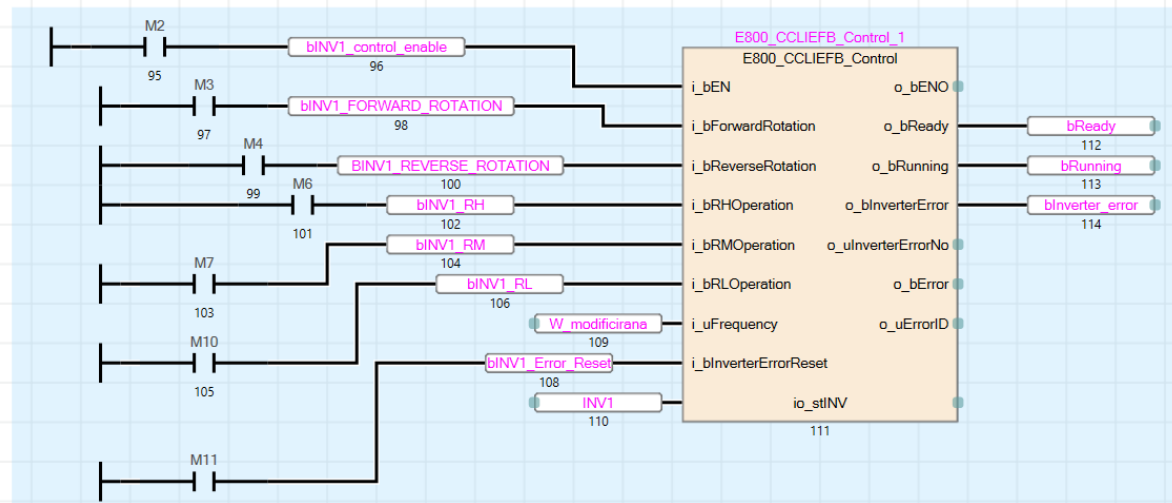 M2
bINV1_control_enable
95
96
E800_CCLIEFB_Control_1
E800_CCLIEFB_Control
i_bEN
o_bENO
M3
bINV1_FORWARD_ROTATION
97
98
i_bForwardRotation
o_bReady
bReady
112
M4
BINV1_REVERSE_ROTATION
99
100
i_bReverseRotation
o_bRunning
bRunning
113
M6
bINV1_RH
101
102
i_bRHOperation
o_bInverterError
bInverter_error
114
bINV1_RM
104
i_bRMOperation
o_uInverterErrorNo
M7
103
bINV1_RL
106
i_bRLOperation
o_bError
W_modificirana
109
i_uFrequency
o_uErrorID
M10
105
bINV1_Error_Reset
108
i_bInverterErrorReset
INV1
110
io_stINV
111
M11